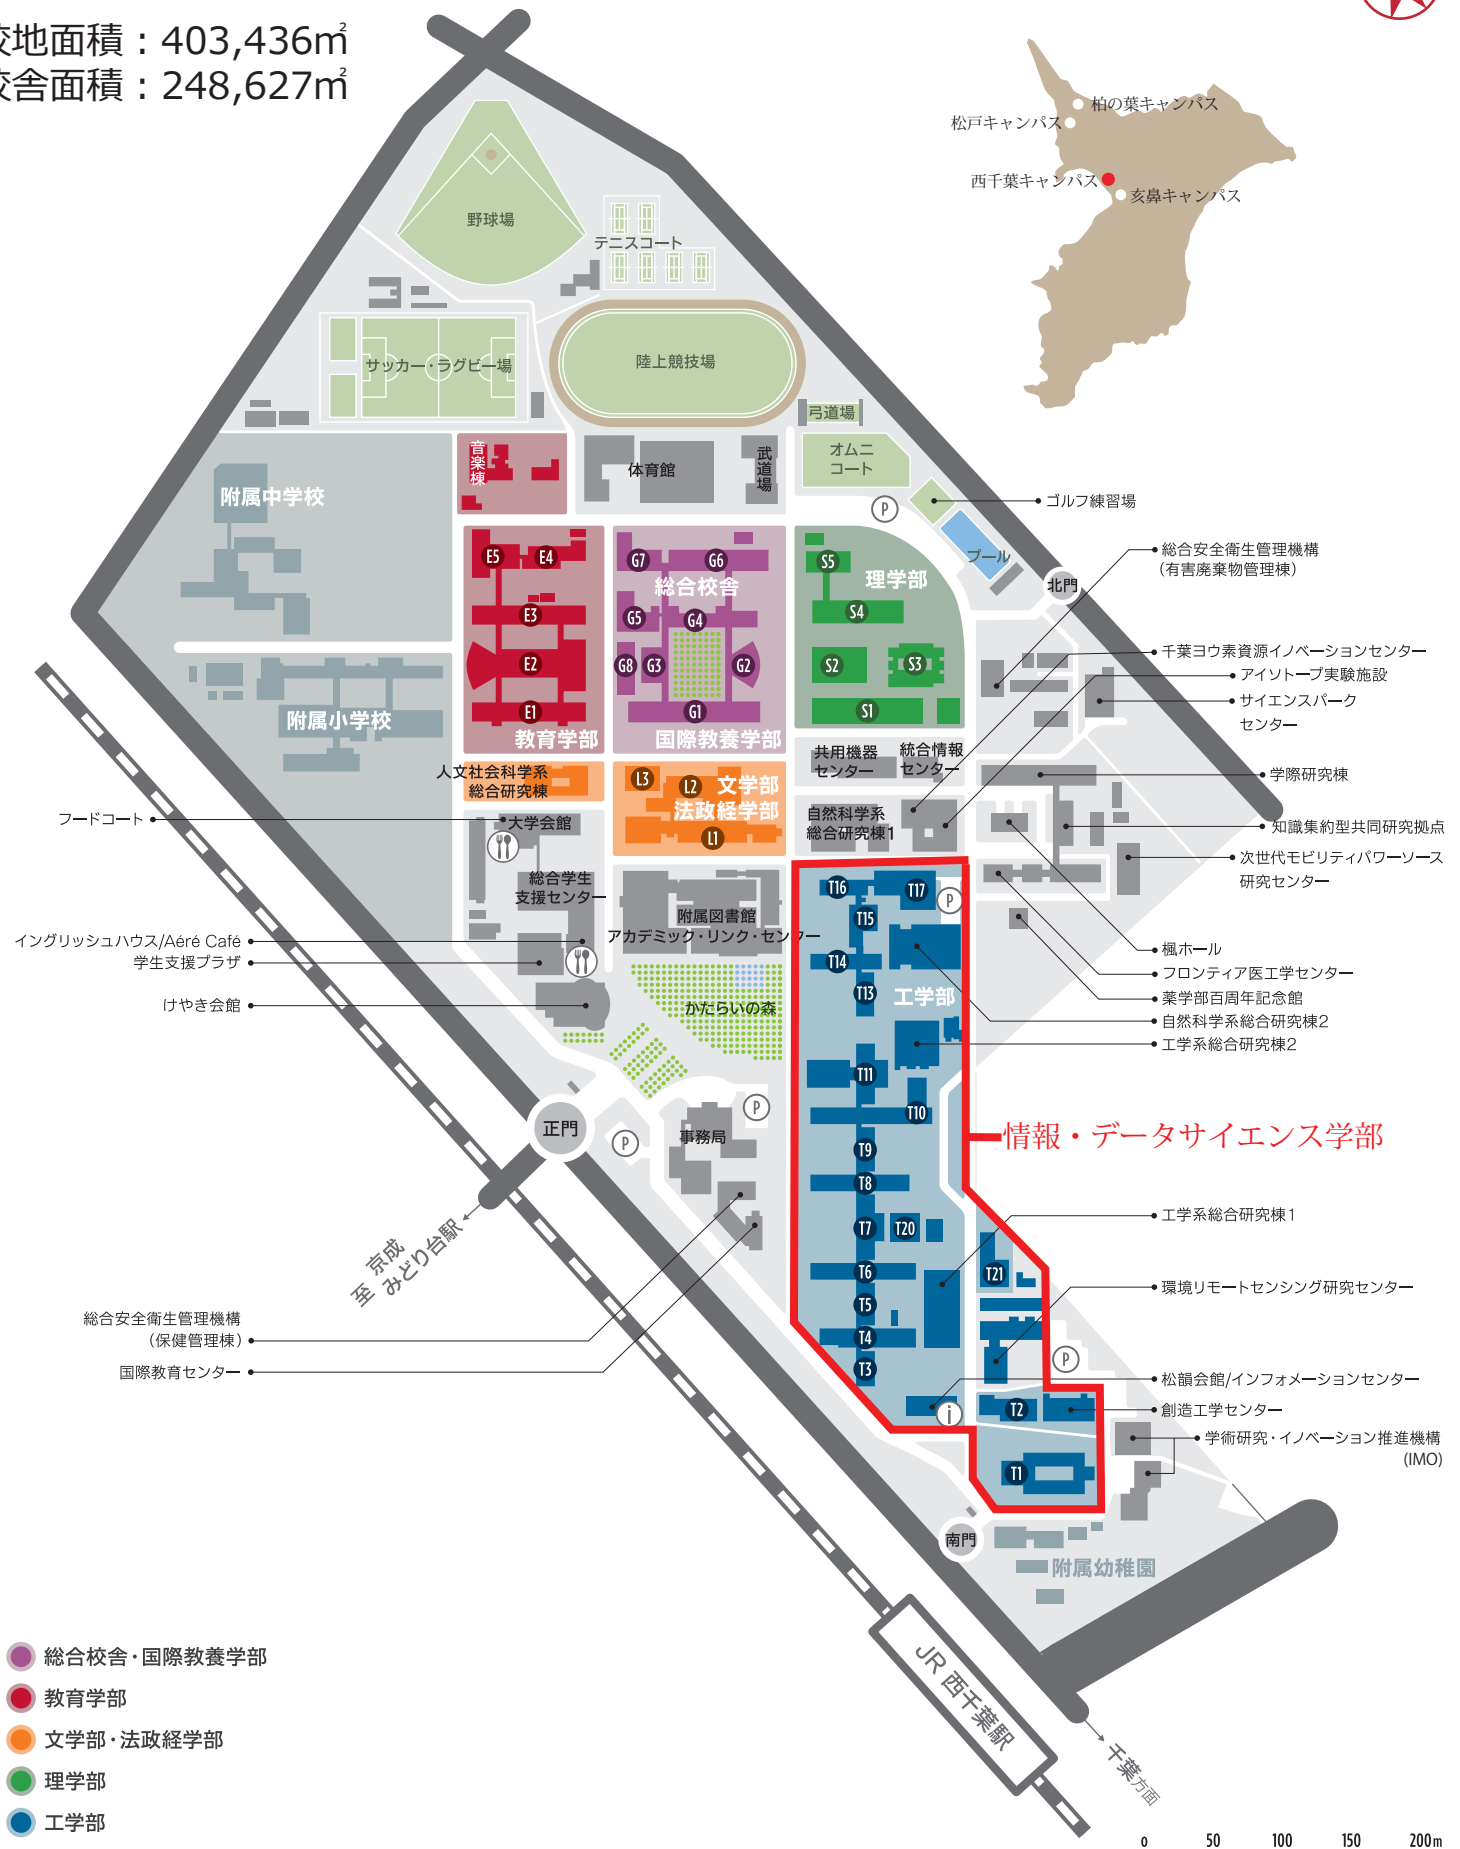 校地面積：403,436㎡
校舎面積：248,627㎡
柏の葉キャンパス
松戸キャンパス
西千葉キャンパス
亥鼻キャンパス
野球場
テニスコート
サッカー・ラグビー場
陸上競技場
弓道場
オムニ
コート
音楽棟
体育館
武道場
P
ゴルフ練習場
プール
北門
附属中学校
附属小学校
E5
E4
E3
E2
E1
教育学部
G7
G6
総合校舎
G5
G4
G8
G3
G2
G1
国際教養学部
S5
理学部
S4
S2
S3
S1
総合安全衛生管理機構
(有害廃棄物管理棟)
千葉ヨウ素資源イノベーションセンター
アイソトープ実験施設
サイエンスパーク
センター
学際研究棟
知識集約型共同研究拠点
次世代モビリティパワーソース
研究センター
楓ホール
フロンティア医工学センター
薬学部百周年記念館
自然科学系総合研究棟2
工学系総合研究棟2
人文社会科学系
総合研究棟
L3
L2
文学部
法政経学部
L1
共用機器
センター
統合情報
センター
自然科学系
総合研究棟1
フードコート
大学会館
総合学生
支援センター
附属図書館
アカデミック・リンク・センター
イングリッシュハウス/Aéré Café
学生支援プラザ
けやき会館
かたらいの森
T16
T17
P
T15
T14
T13
工学部
T11
T10
T9
T8
T7
T20
T6
T5
T4
T3
T21
T2
T1
情報・データサイエンス学部
正門
P
P
事務局
至 京成
みどり台駅
総合安全衛生管理機構
(保健管理棟)
国際教育センター
工学系総合研究棟1
環境リモートセンシング研究センター
P
松韻会館/インフォメーションセンター
i
創造工学センター
学術研究・イノベーション推進機構
(IMO)
南門
附属幼稚園
JR 西千葉駅
千葉方面
総合校舎・国際教養学部
教育学部
文学部・法政経学部
理学部
工学部
0 50 100 150 200m